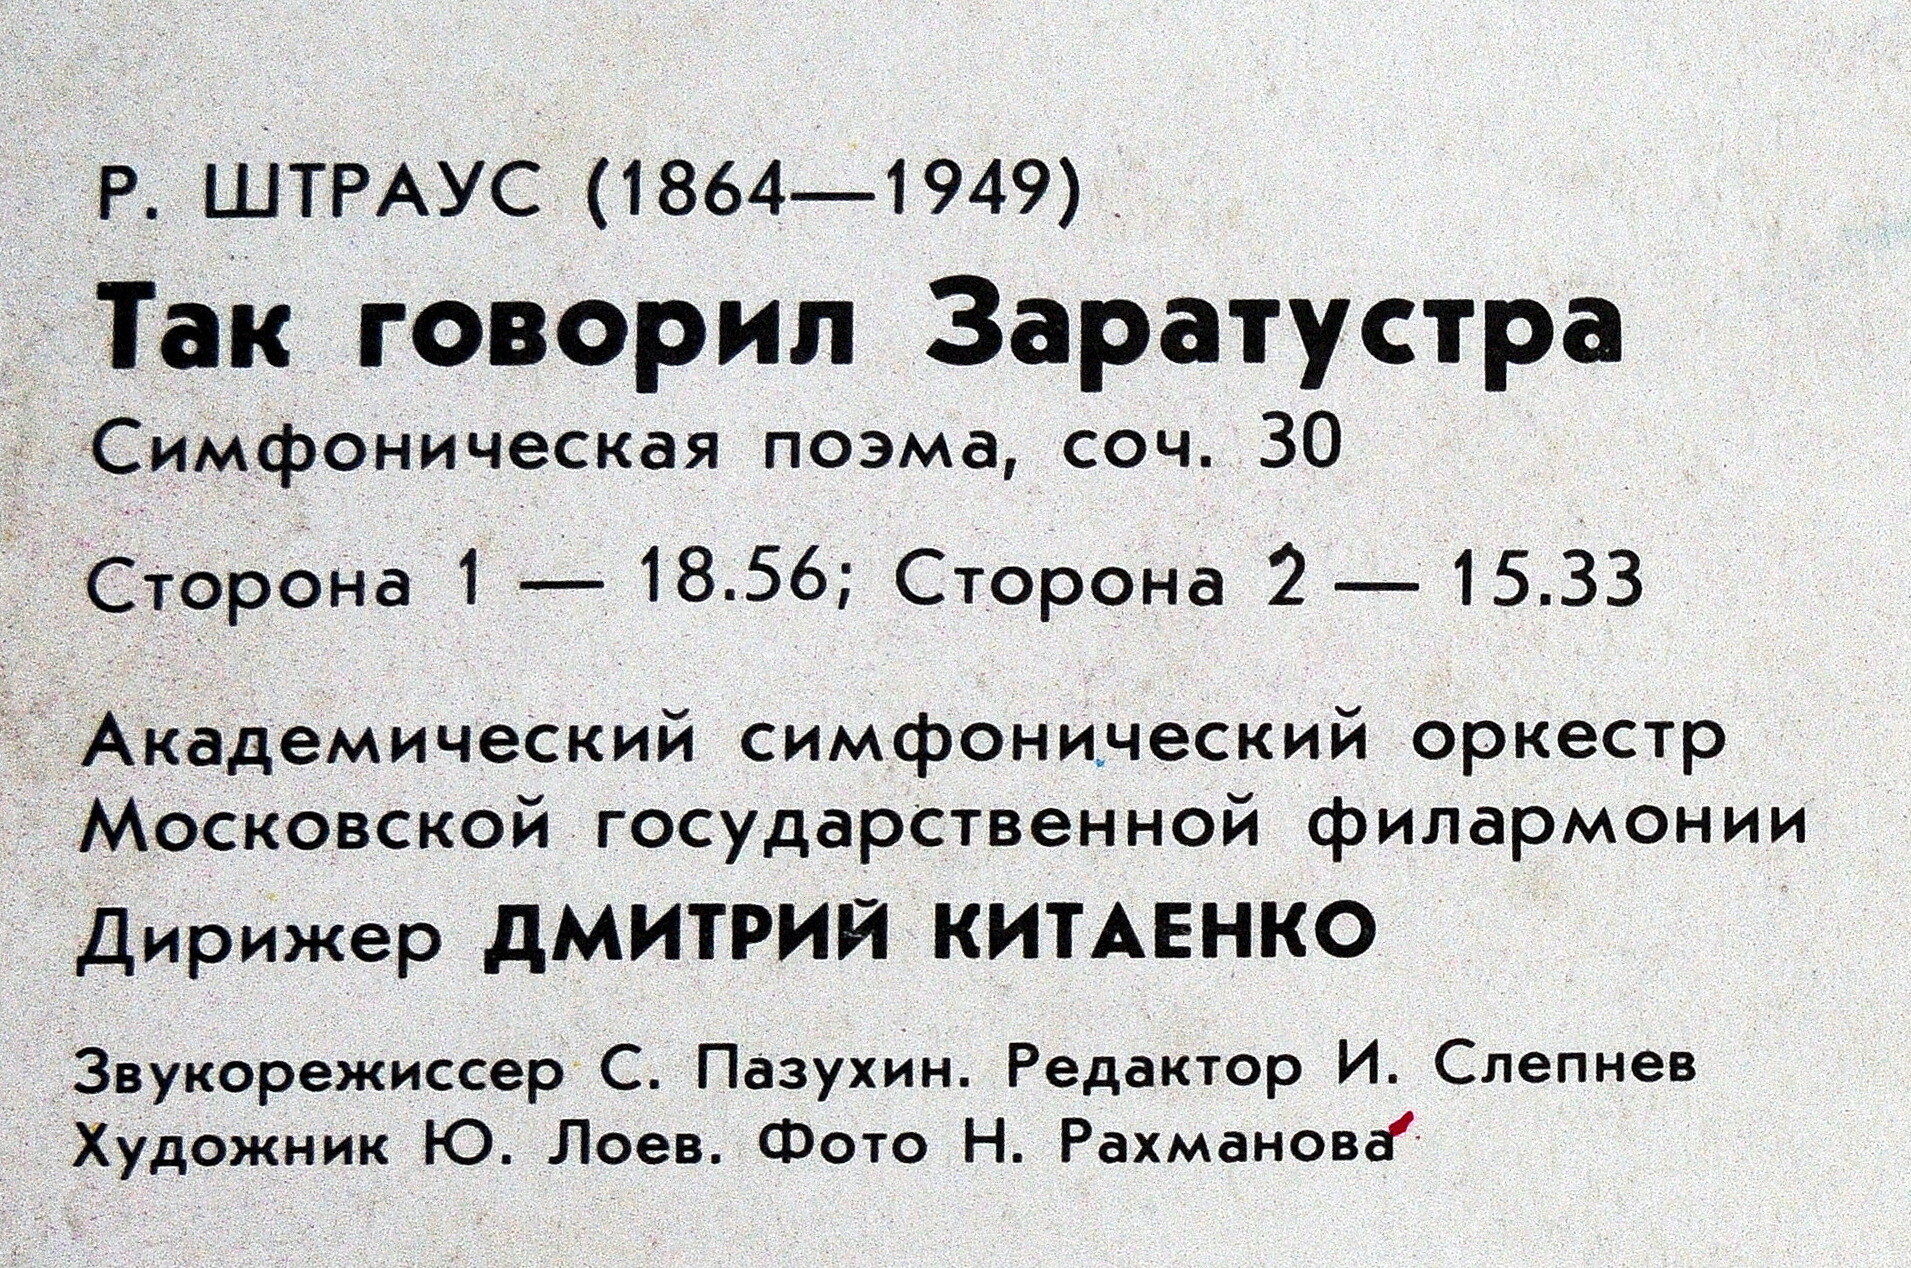 Р. ШТРАУС (1864—1949)
Так говорил Заратустра
Симфоническая поэма, соч. 30
Сторона 1 — 18.56; Сторона 2 — 15.33
Академический симфонический оркестр
Московской государственной филармонии
Дирижер ДМИТРИЙ КИТАЕНКО
Звукорежиссер С. Пазухин. Редактор И. Слепнев
Художник Ю. Лоев. Фото Н. Рахманова